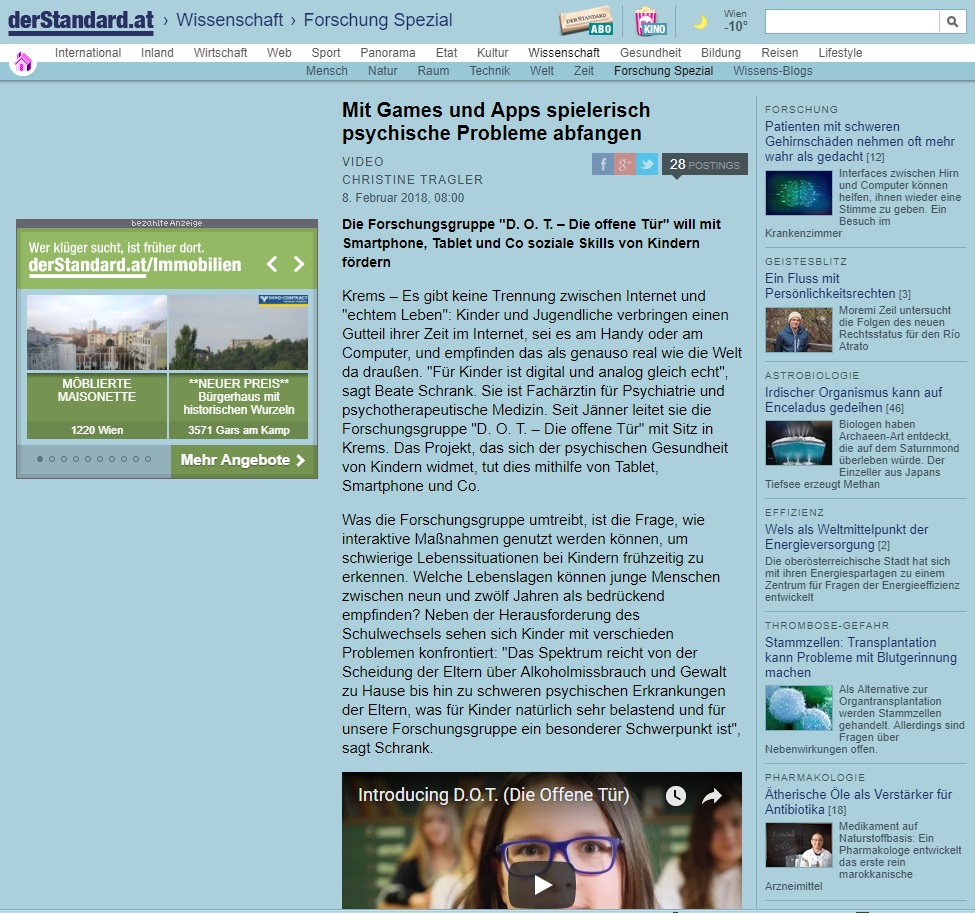 derStandard.at › Wissenschaft › Forschung Spezial
DER STANDARD
ABO
KINO
Wien
-10°
International Inland Wirtschaft Web Sport Panorama Etat Kultur Wissenschaft Gesundheit Bildung Reisen Lifestyle
Mensch Natur Raum Technik Welt Zeit Forschung Spezial Wissens-Blogs
bezahlte Anzeige
Wer klüger sucht, ist früher dort.
derStandard.at/Immobilien
IMMO-CONTRACT
MÖBLIERTE
MAISONETTE
1220 Wien
**NEUER PREIS**
Bürgerhaus mit
historischen Wurzeln
3571 Gars am Kamp
Mehr Angebote
Mit Games und Apps spielerisch
psychische Probleme abfangen
VIDEO
CHRISTINE TRAGLER
8. Februar 2018, 08:00
28 POSTINGS
Die Forschungsgruppe "D. O. T. – Die offene Tür" will mit
Smartphone, Tablet und Co soziale Skills von Kindern
fördern
Krems – Es gibt keine Trennung zwischen Internet und
"echtem Leben": Kinder und Jugendliche verbringen einen
Gutteil ihrer Zeit im Internet, sei es am Handy oder am
Computer, und empfinden das als genauso real wie die Welt
da draußen. "Für Kinder ist digital und analog gleich echt",
sagt Beate Schrank. Sie ist Fachärztin für Psychiatrie und
psychotherapeutische Medizin. Seit Jänner leitet sie die
Forschungsgruppe "D. O. T. – Die offene Tür" mit Sitz in
Krems. Das Projekt, das sich der psychischen Gesundheit
von Kindern widmet, tut dies mithilfe von Tablet,
Smartphone und Co.
Was die Forschungsgruppe umtreibt, ist die Frage, wie
interaktive Maßnahmen genutzt werden können, um
schwierige Lebenssituationen bei Kindern frühzeitig zu
erkennen. Welche Lebenslagen können junge Menschen
zwischen neun und zwölf Jahren als bedrückend
empfinden? Neben der Herausforderung des
Schulwechsels sehen sich Kinder mit verschieden
Problemen konfrontiert: "Das Spektrum reicht von der
Scheidung der Eltern über Alkoholmissbrauch und Gewalt
zu Hause bis hin zu schweren psychischen Erkrankungen
der Eltern, was für Kinder natürlich sehr belastend und für
unsere Forschungsgruppe ein besonderer Schwerpunkt ist",
sagt Schrank.
Introducing D.O.T. (Die Offene Tür)
FORSCHUNG
Patienten mit schweren
Gehirnschäden nehmen oft mehr
wahr als gedacht [12]
Interfaces zwischen Hirn
und Computer können
helfen, ihnen wieder eine
Stimme zu geben. Ein
Besuch im
Krankenzimmer
GEISTESBLITZ
Ein Fluss mit
Persönlichkeitsrechten [3]
Moremi Zeil untersucht
die Folgen des neuen
Rechtsstatus für den Río
Atrato
ASTROBIOLOGIE
Irdischer Organismus kann auf
Enceladus gedeihen [46]
Biologen haben
Archaeen-Art entdeckt,
die auf dem Saturnmond
überleben würde. Der
Einzeller aus Japans
Tiefsee erzeugt Methan
EFFIZIENZ
Wels als Weltmittelpunkt der
Energieversorgung [2]
Die oberösterreichische Stadt hat sich
mit ihren Energiespartagen zu einem
Zentrum für Fragen der Energieeffizienz
entwickelt
THROMBOSE-GEFAHR
Stammzellen: Transplantation
kann Probleme mit Blutgerinnung
machen
Als Alternative zur
Organtransplantation
werden Stammzellen
gehandelt. Allerdings sind
Fragen über
Nebenwirkungen offen.
PHARMAKOLOGIE
Ätherische Öle als Verstärker für
Antibiotika [18]
Medikament auf
Naturstoffbasis: Ein
Pharmakologe entwickelt
das erste rein
marokkanische
Arzneimittel